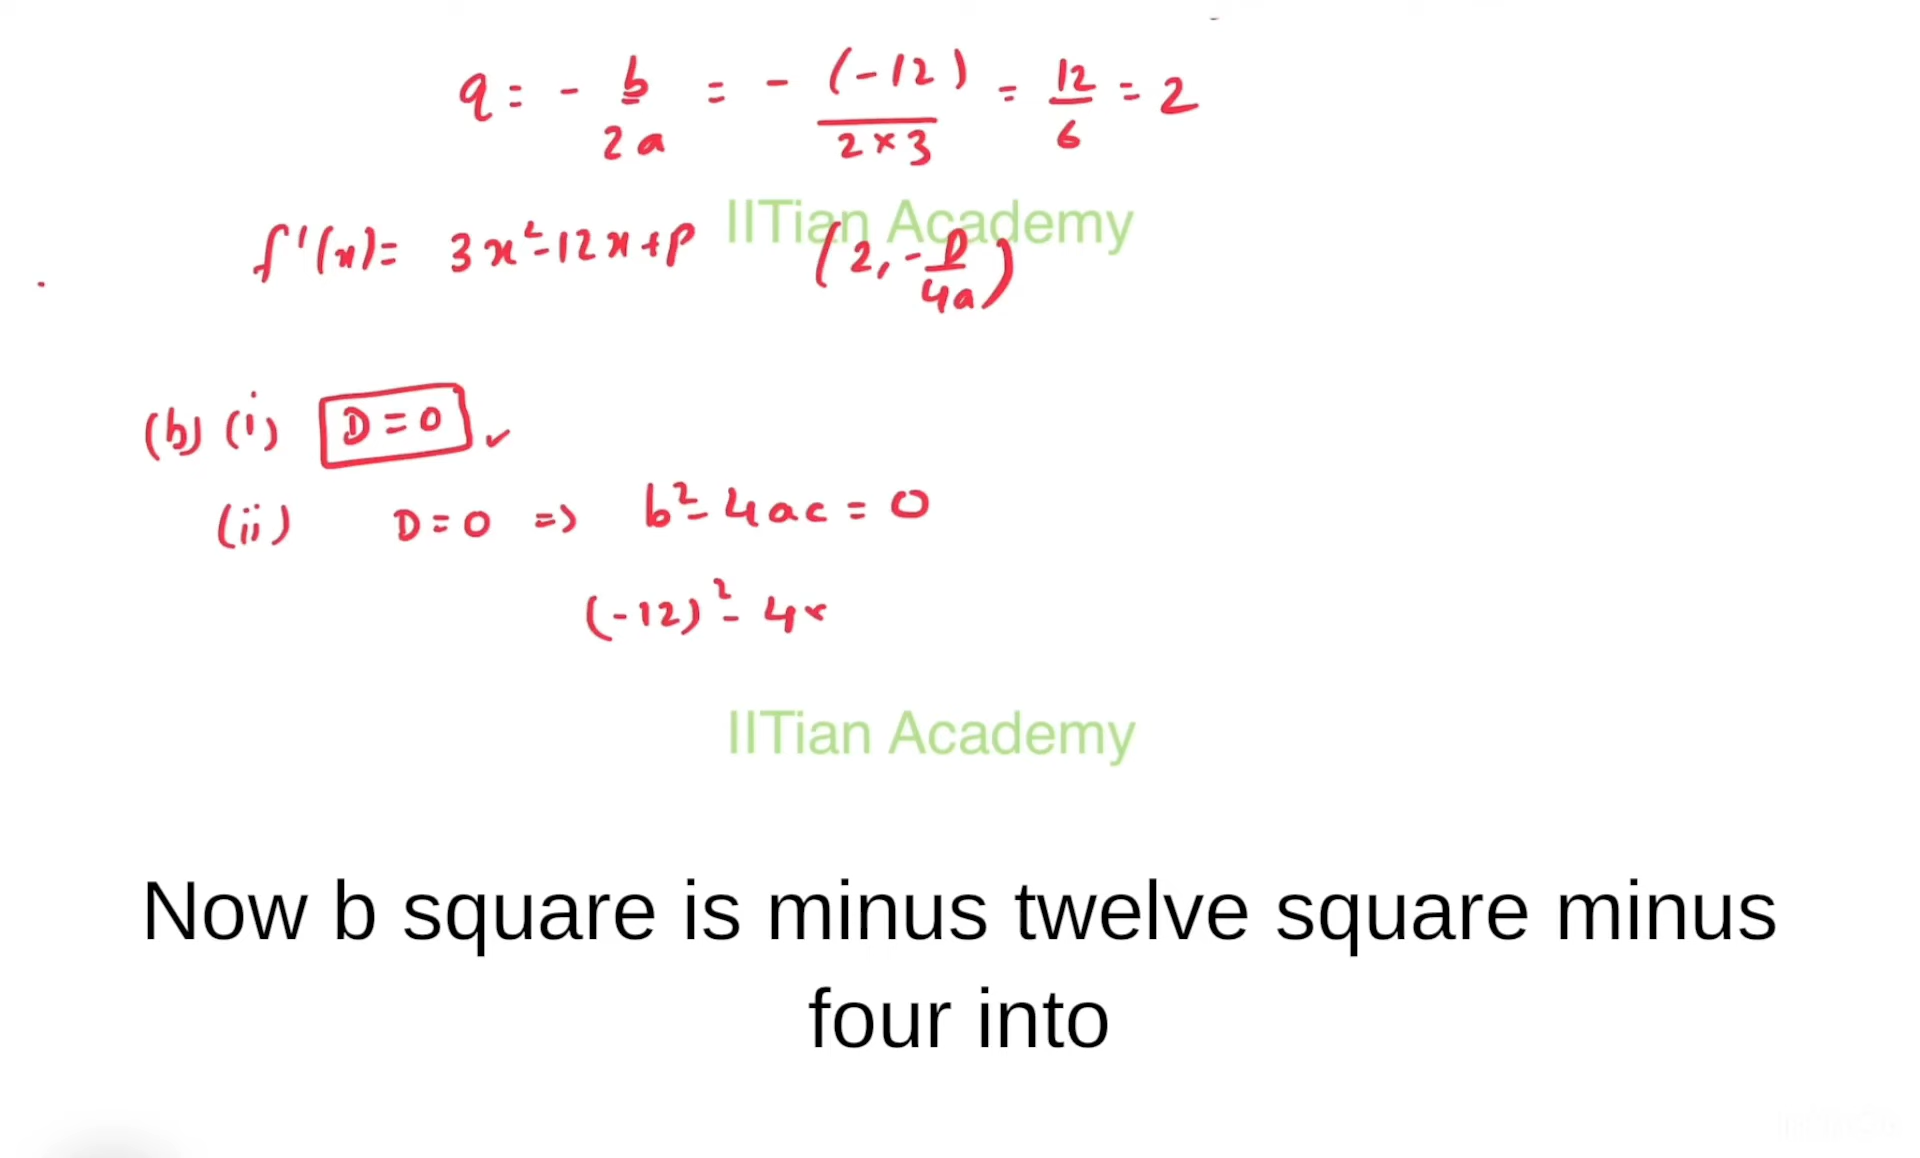 q = - b/2a = - (-12)/2×3 = 12/6 = 2
IITian Academy
f'(x) = 3x²-12x+p (2, -D/4a)
(b) (i) D = 0 ✓
(ii) D = 0 => b²-4ac = 0
(-12)² - 4×
IITian Academy
Now b square is minus twelve square minus
four into